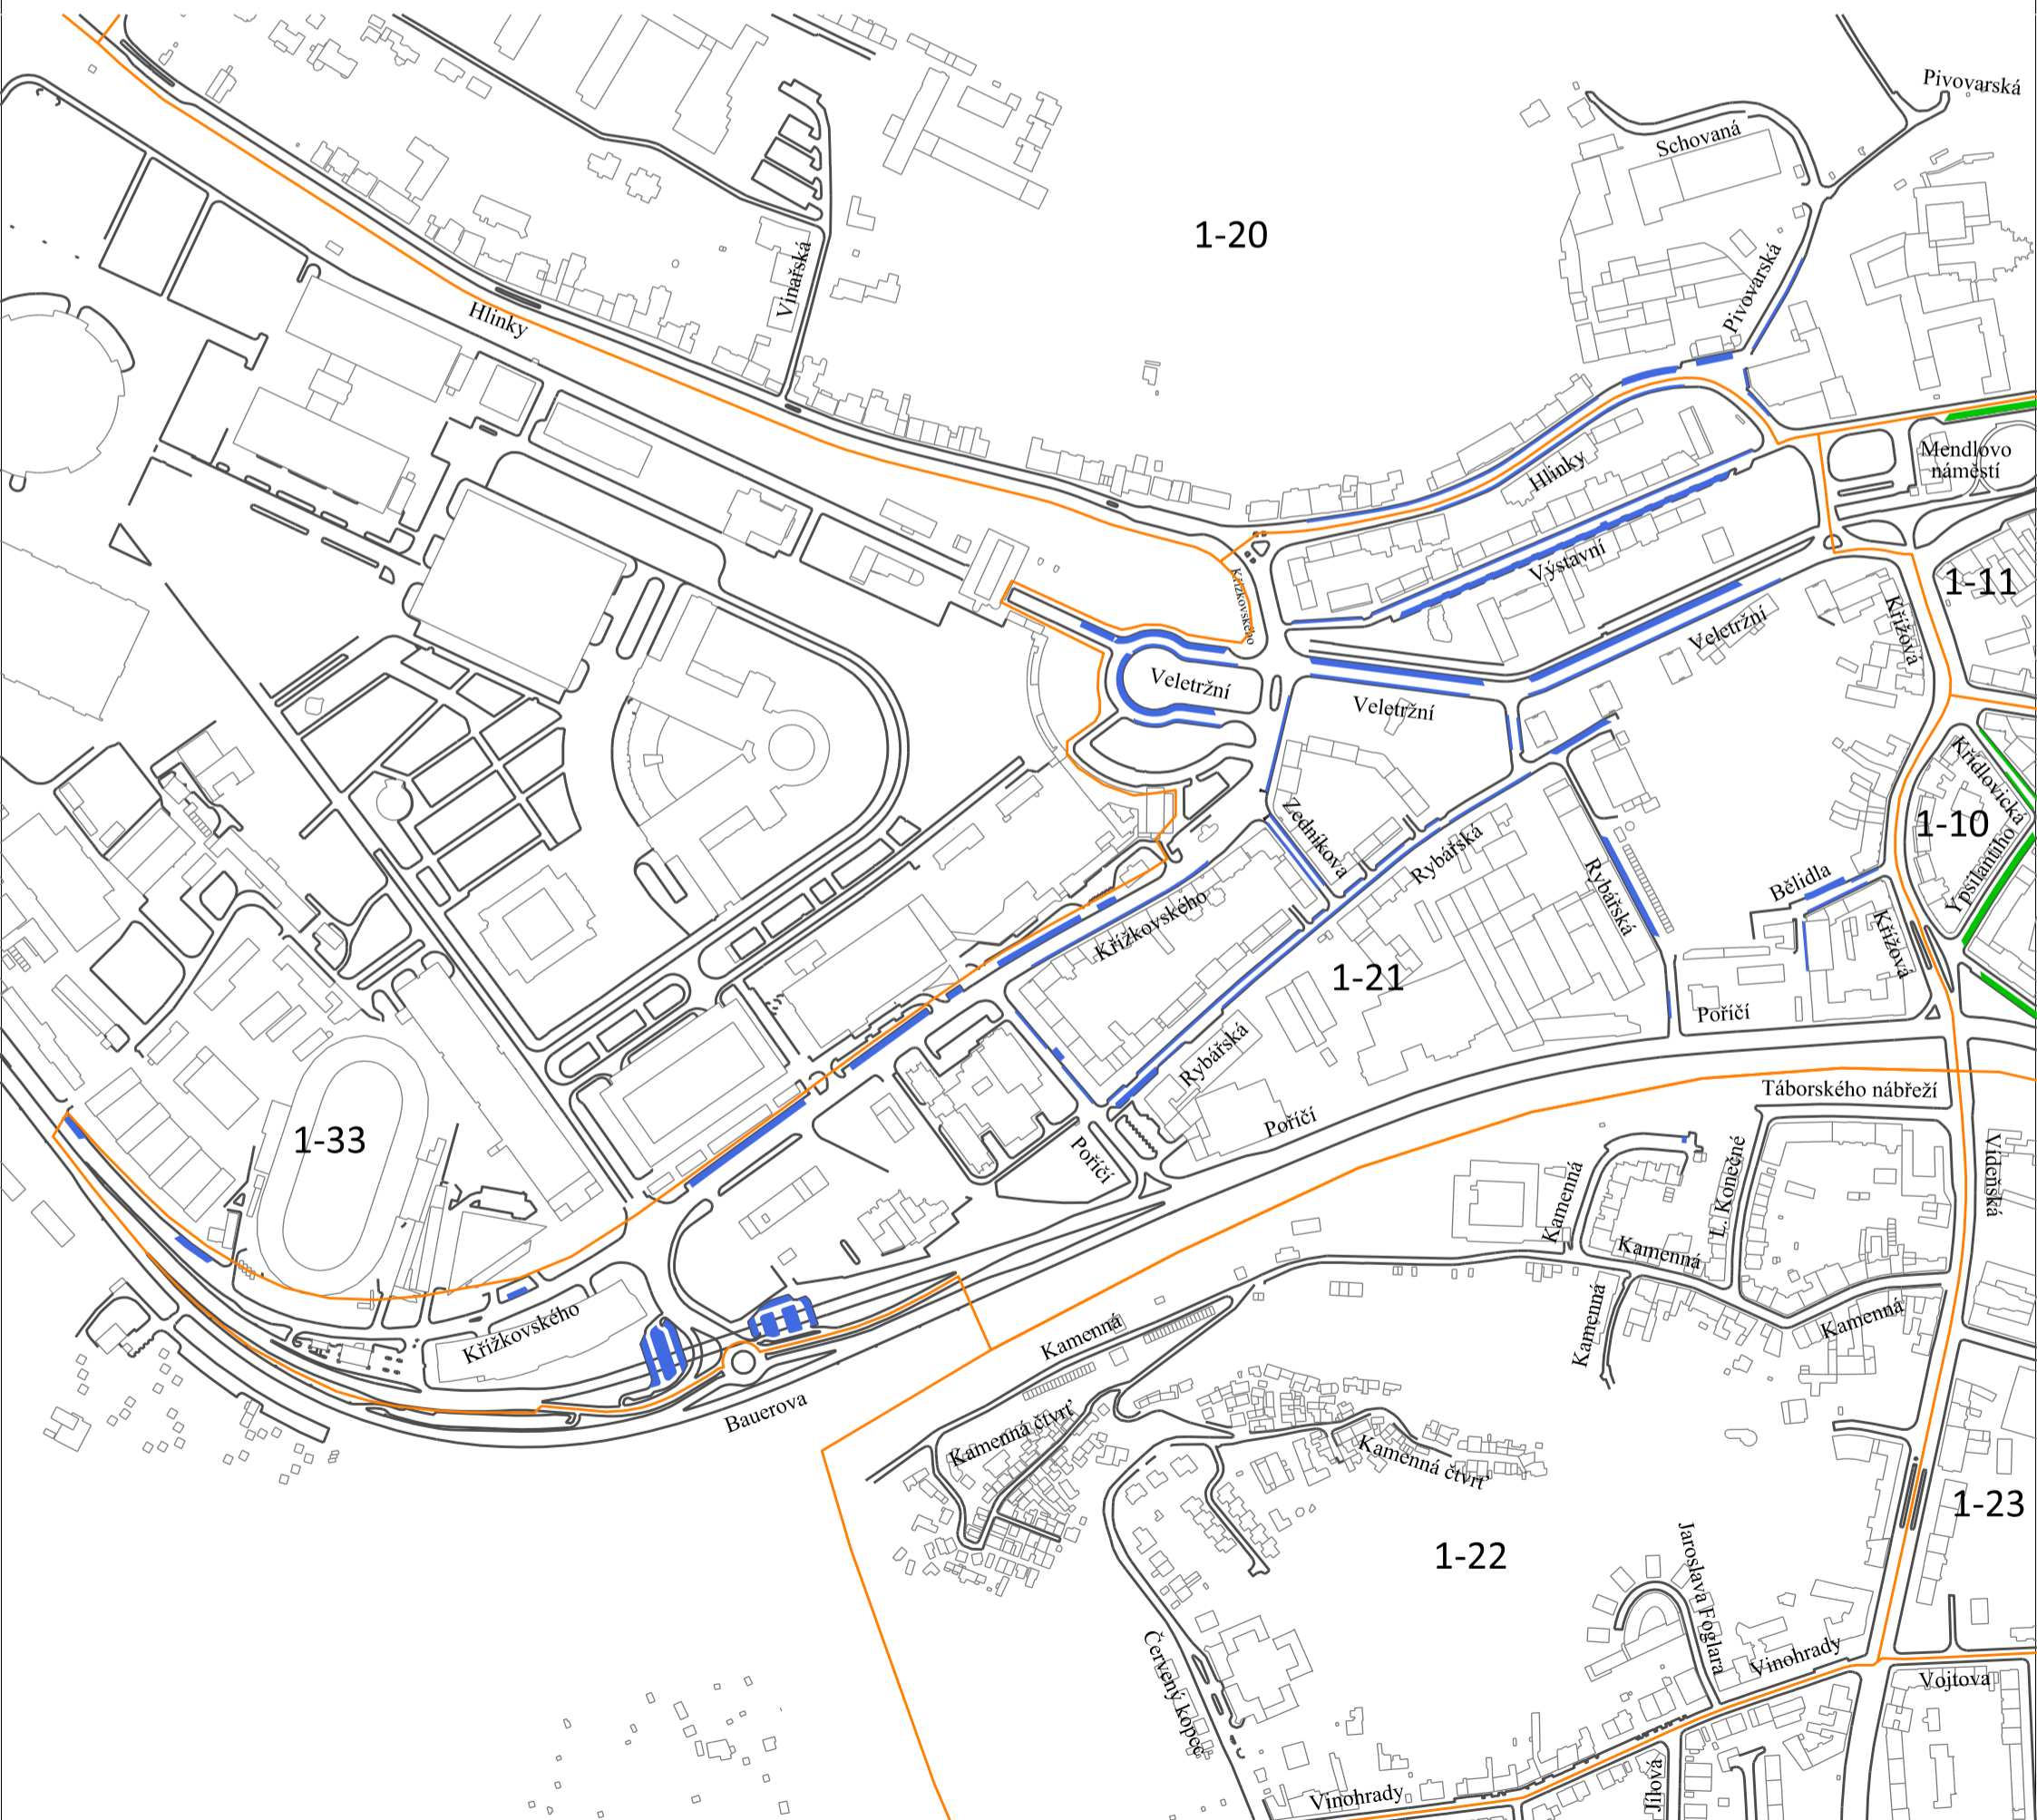 Pivovarská
Schovaná
1-20
Vinařská
Pivovarská
Hlinky
Mendlovo
náměstí
Hlinky
Výstavní
1-11
Křížkovského
Křížová
Veletržní
Veletržní
Veletržní
Křídlovická
1-10
Zedníkova
Rybářská
Rybářská
Bělidla
Ypsilantiho
Křížkovského
Křížová
1-21
Poříčí
Rybářská
Táborského nábřeží
Poříčí
1-33
Poříčí
Vídeňská
L. Konečné
Kamenná
Kamenná
Kamenná
Kamenná
Křížkovského
Kamenná
Bauerova
Kamenná čtvrť
Kamenná čtvrť
1-23
1-22
Jaroslava Foglara
Červený kopec
Vinohrady
Vojtova
Jílová
Vinohrady